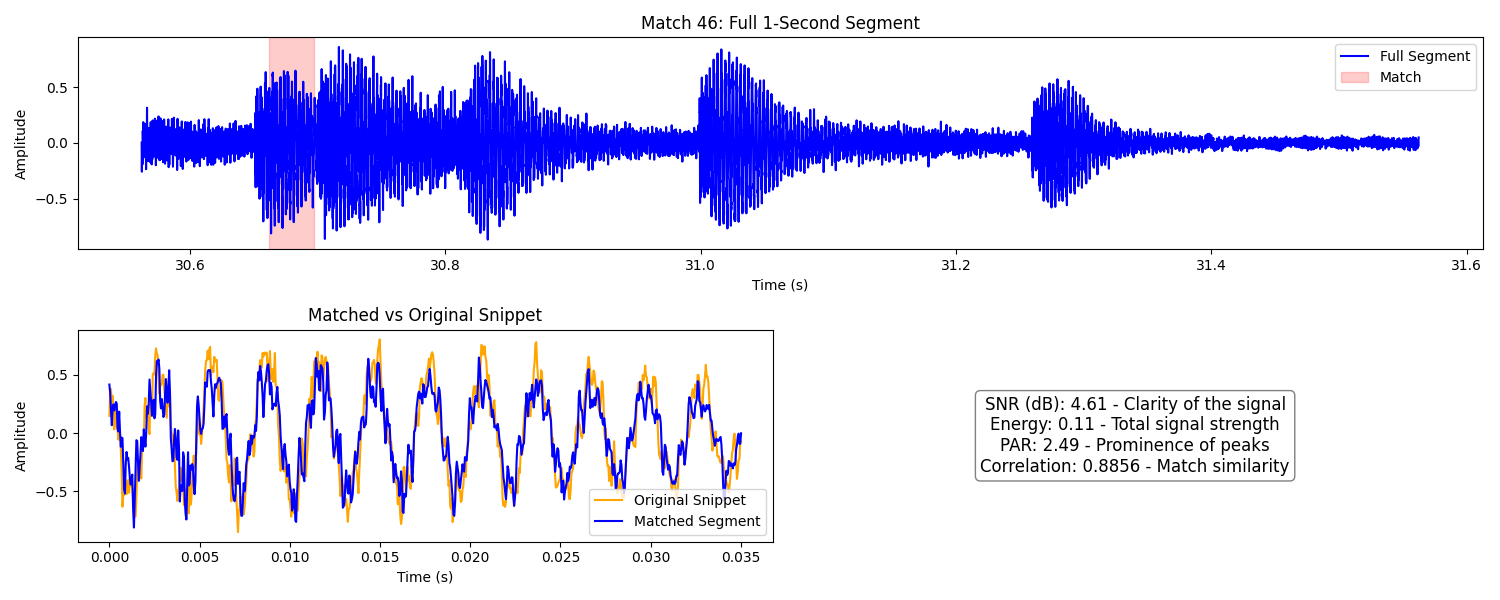 Match 46: Full 1-Second Segment
Amplitude
0.5
0.0
−0.5
Full Segment
Match
30.6 30.8 31.0 31.2 31.4 31.6
Time (s)
Matched vs Original Snippet
Amplitude
0.5
0.0
−0.5
Original Snippet
Matched Segment
0.000 0.005 0.010 0.015 0.020 0.025 0.030 0.035
Time (s)
SNR (dB): 4.61 - Clarity of the signal
Energy: 0.11 - Total signal strength
PAR: 2.49 - Prominence of peaks
Correlation: 0.8856 - Match similarity